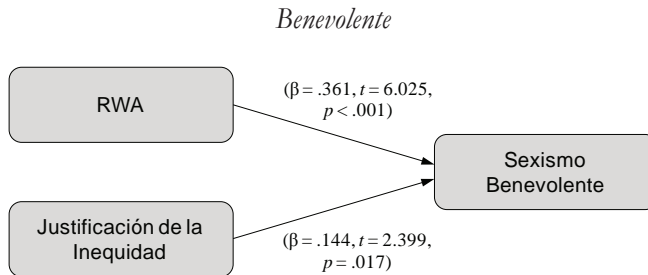 Benevolente
RWA
(β = .361, t = 6.025,
p < .001)
Sexismo
Benevolente
Justificación de la
Inequidad
(β = .144, t = 2.399,
p = .017)